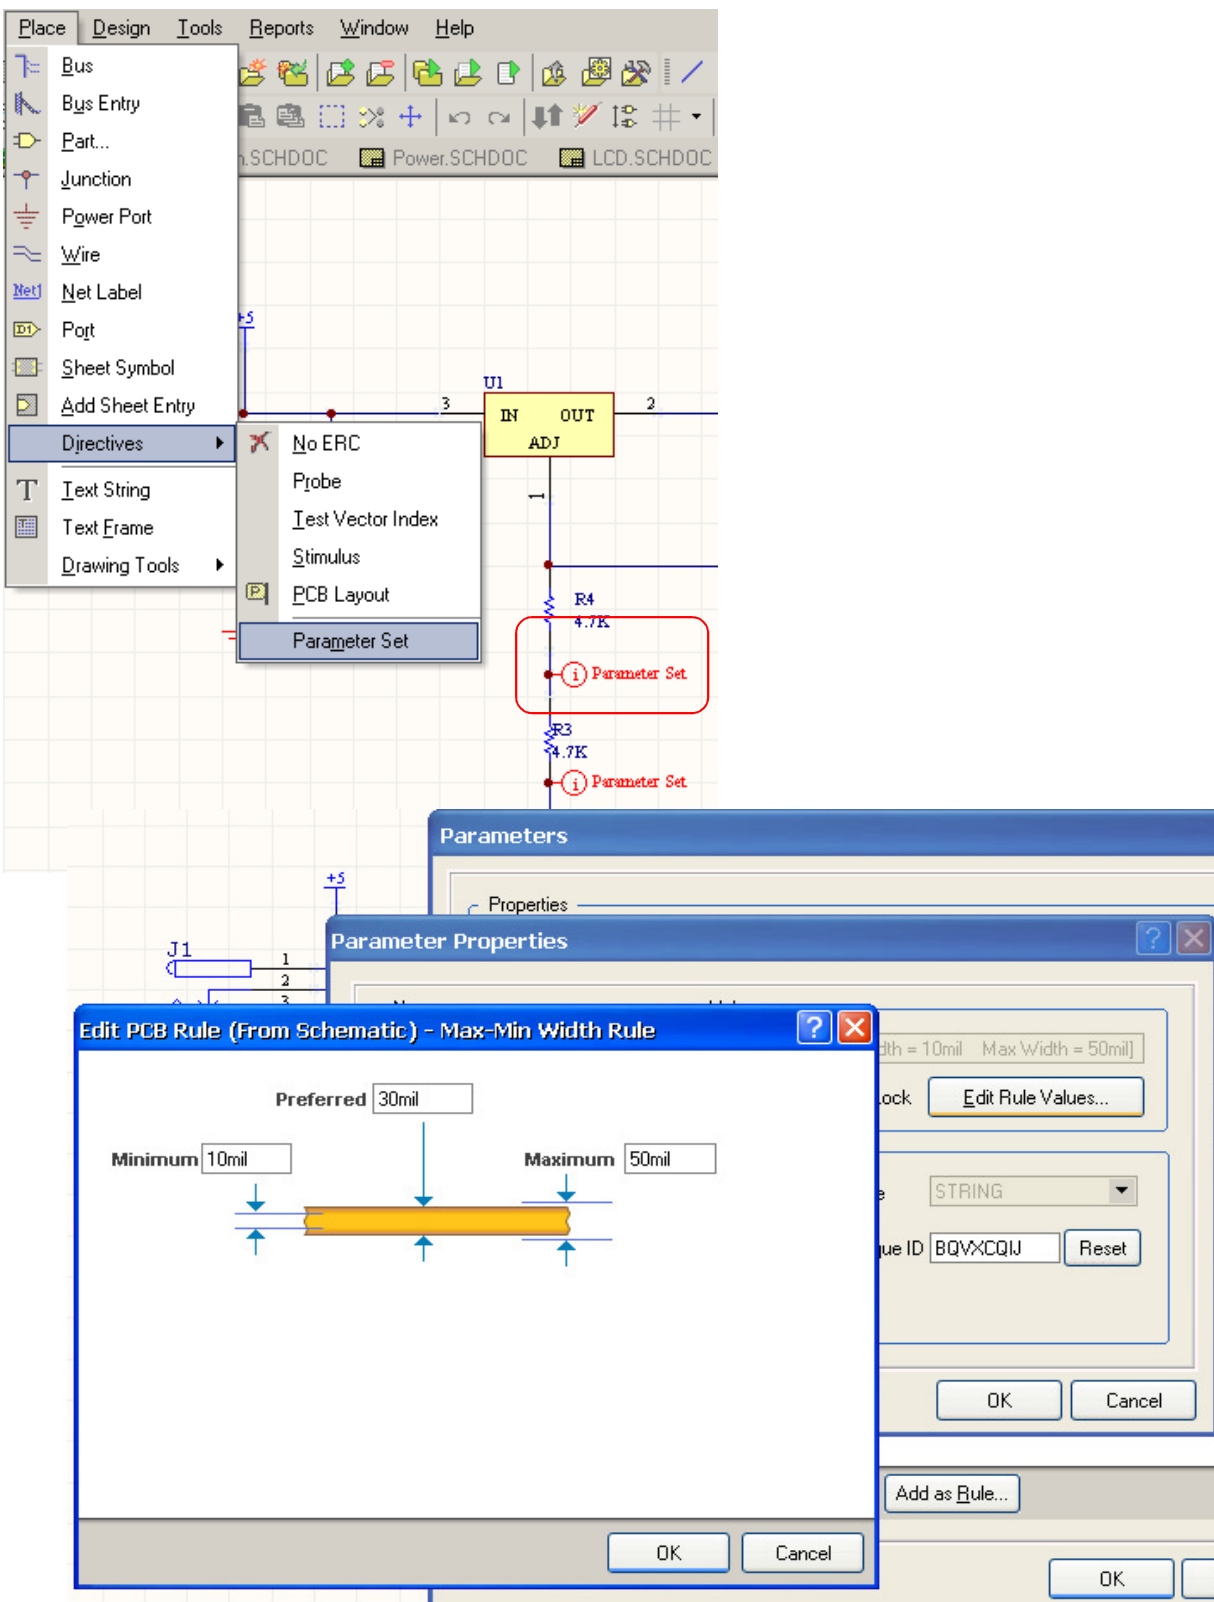 Place Design Tools Reports Window Help
Bus
Bus Entry
Part...
Junction
Power Port
Wire
Net1 Net Label
D1 Port
Sheet Symbol
Add Sheet Entry
Directives
T Text String
Text Frame
Drawing Tools
.SCHDOC Power.SCHDOC LCD.SCHDOC
+5
U1
3 IN OUT 2
ADJ
1
No ERC
Probe
Test Vector Index
Stimulus
P PCB Layout
Parameter Set
R4
4.7K
i Parameter Set
R3
4.7K
i Parameter Set
Parameters
Properties
+5
J1
1
2
3
Parameter Properties
Edit PCB Rule (From Schematic) - Max-Min Width Rule
Preferred 30mil
Minimum 10mil
Maximum 50mil
OK Cancel
dth = 10mil Max Width = 50mil]
ock Edit Rule Values...
e STRING
ue ID BQVXCQIJ Reset
OK Cancel
Add as Rule...
OK